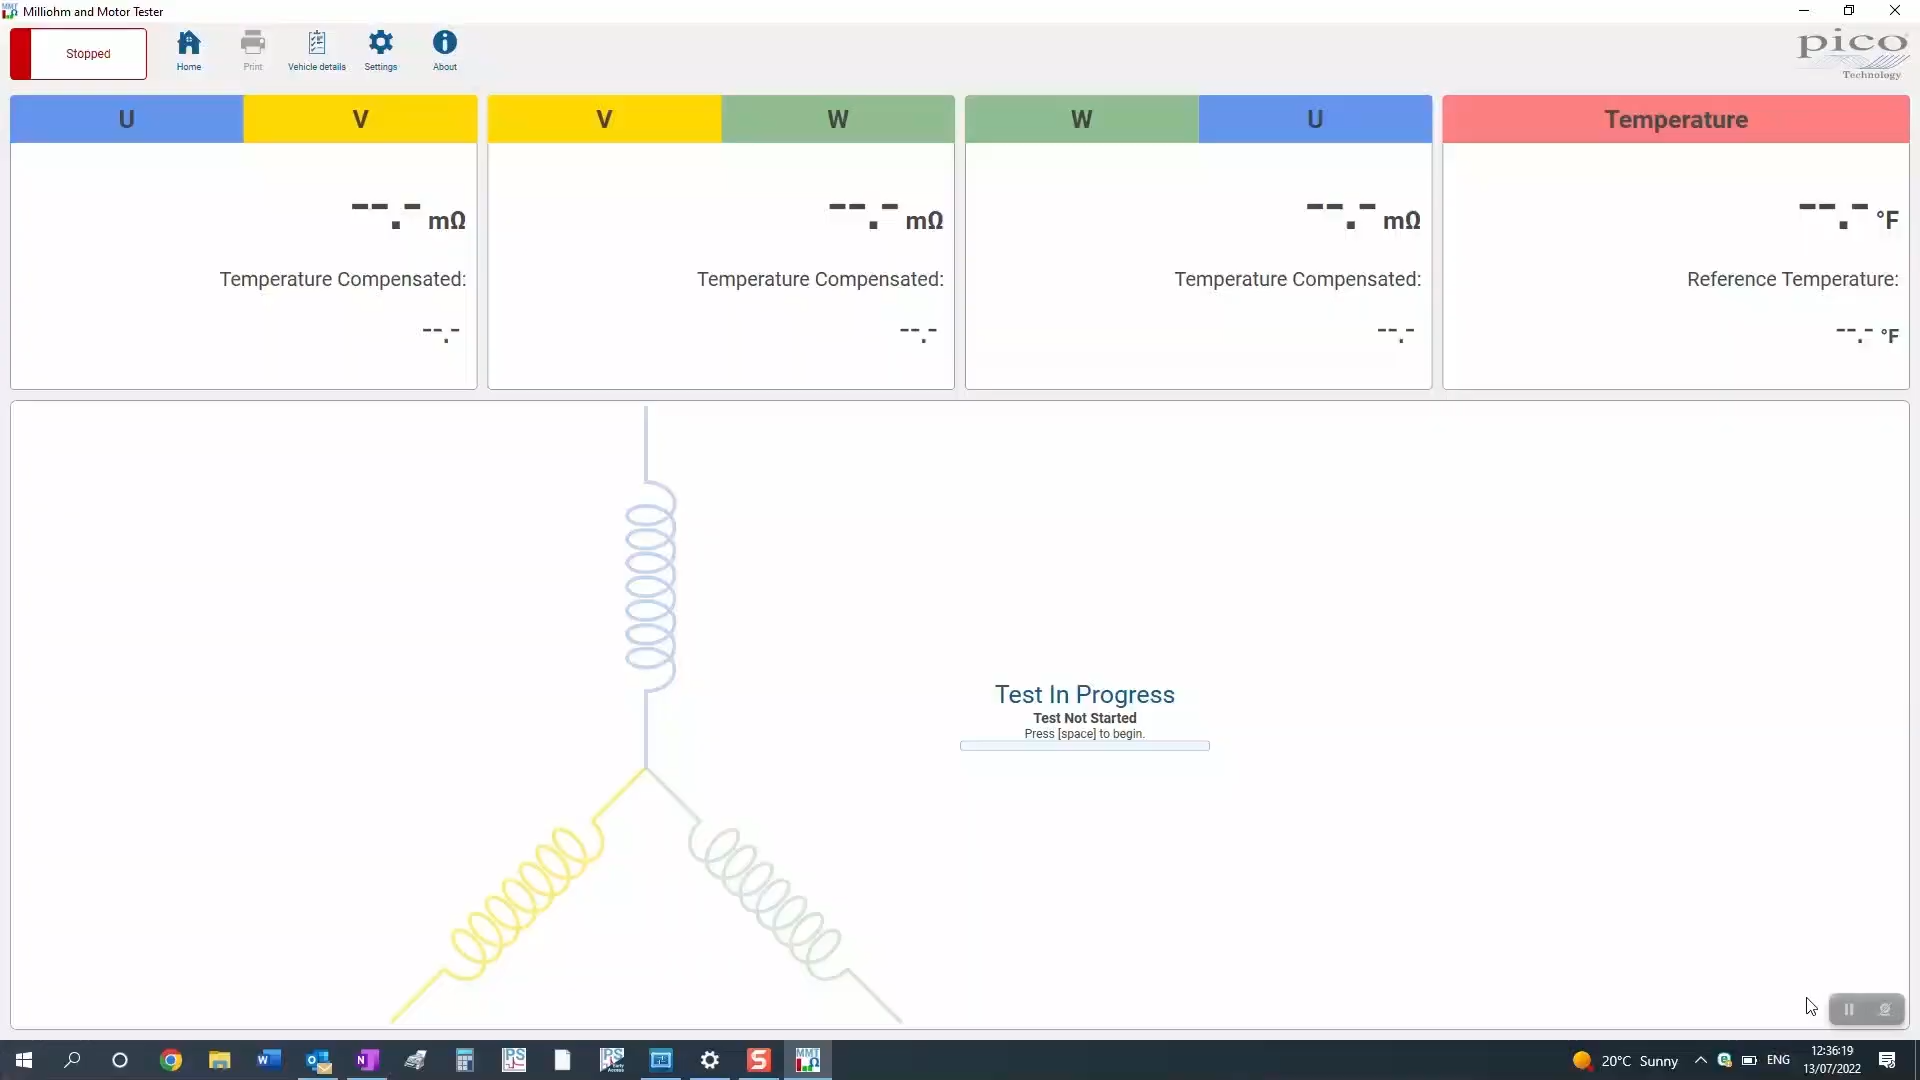 Milliohm and Motor Tester
Stopped
Home
Print
Vehicle details
Settings
About
pico
Technology
U
V
V
W
W
U
Temperature
--.- mΩ
--.- mΩ
--.- mΩ
--.- °F
Temperature Compensated:
Temperature Compensated:
Temperature Compensated:
Reference Temperature:
--.-
--.-
--.-
--.- °F
Test In Progress
Test Not Started
Press [space] to begin.
20°C Sunny
ENG
12:36:19
13/07/2022